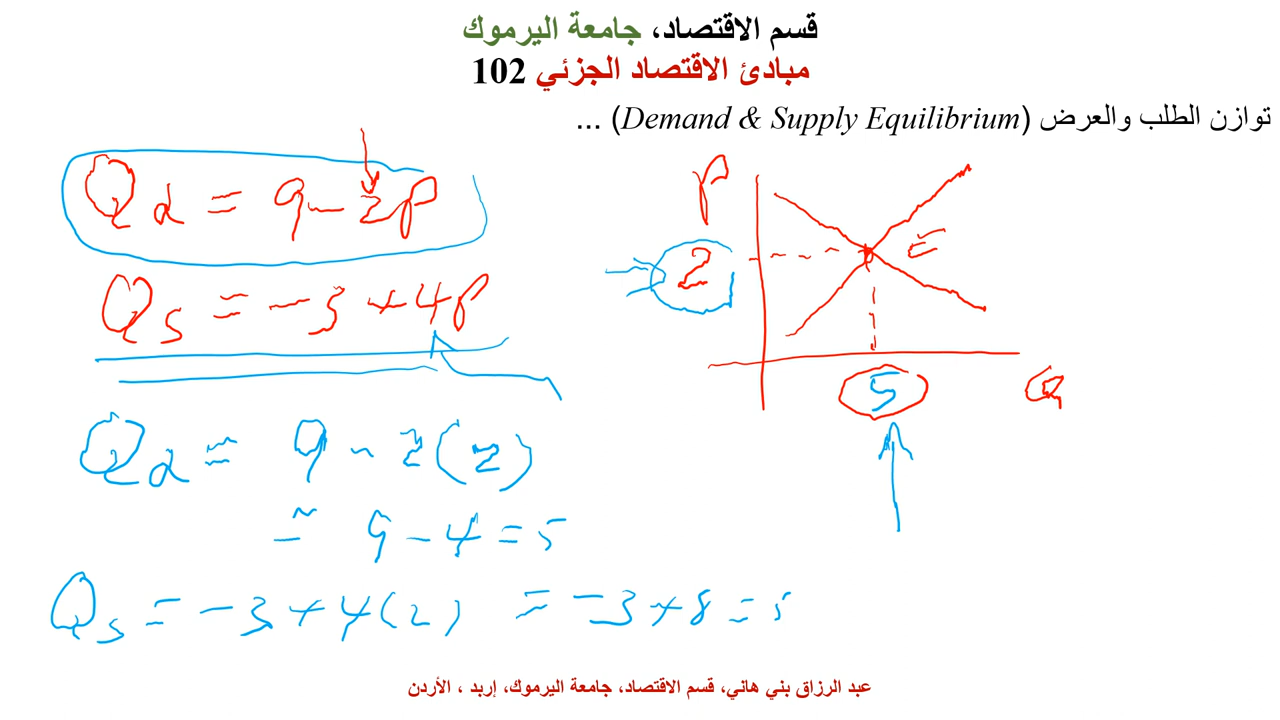 قسم الاقتصاد، جامعة اليرموك
مبادئ الاقتصاد الجزئي 102
توازن الطلب والعرض (Demand & Supply Equilibrium) ...
Qd = 9 - 2P
Qs = -3 + 4P
Qd = 9 - 2(2)
= 9 - 4 = 5
Qs = -3 + 4(2) = -3 + 8 = 5
P
2
E
5
Q
عبد الرزاق بني هاني، قسم الاقتصاد، جامعة اليرموك، إربد ، الأردن